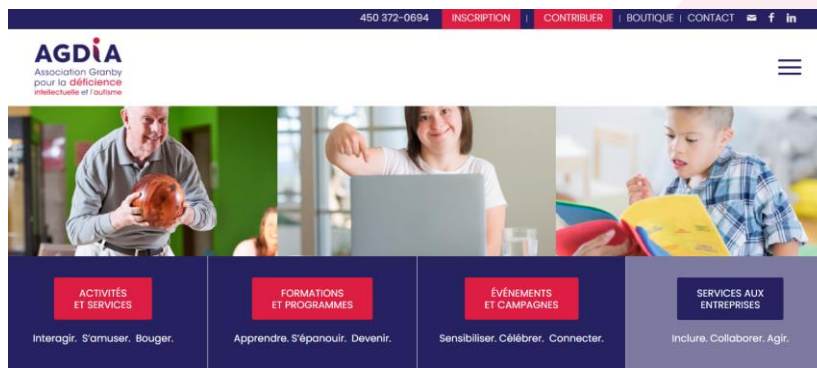 450 372-0694 INSCRIPTION | CONTRIBUER | BOUTIQUE | CONTACT f in
AGDiA
Association Granby
pour la déficience
intellectuelle et l'autisme
ACTIVITÉS
ET SERVICES
FORMATIONS
ET PROGRAMMES
ÉVÉNEMENTS
ET CAMPAGNES
SERVICES AUX
ENTREPRISES
Interagir. S'amuser. Bouger.
Apprendre. S'épanouir. Devenir.
Sensibiliser. Célébrer. Connecter.
Inclure. Collaborer. Agir.